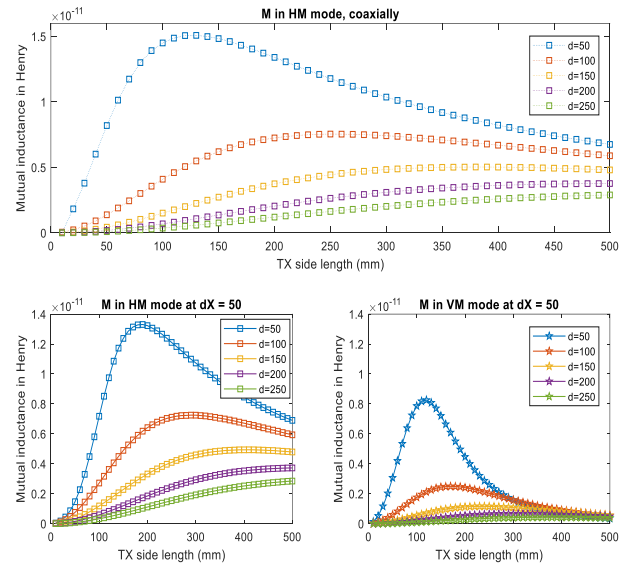 M in HM mode, coaxially
×10-11
Mutual inductance in Henry
1.5
1
0.5
0
0 50 100 150 200 250 300 350 400 450 500
TX side length (mm)
d=50
d=100
d=150
d=200
d=250
M in HM mode at dX = 50
×10-11
Mutual inductance in Henry
1.4
1.2
1
0.8
0.6
0.4
0.2
0
0 100 200 300 400 500
TX side length (mm)
d=50
d=100
d=150
d=200
d=250
M in VM mode at dX = 50
×10-11
Mutual inductance in Henry
1.4
1.2
1
0.8
0.6
0.4
0.2
0
0 100 200 300 400 500
TX side length (mm)
d=50
d=100
d=150
d=200
d=250